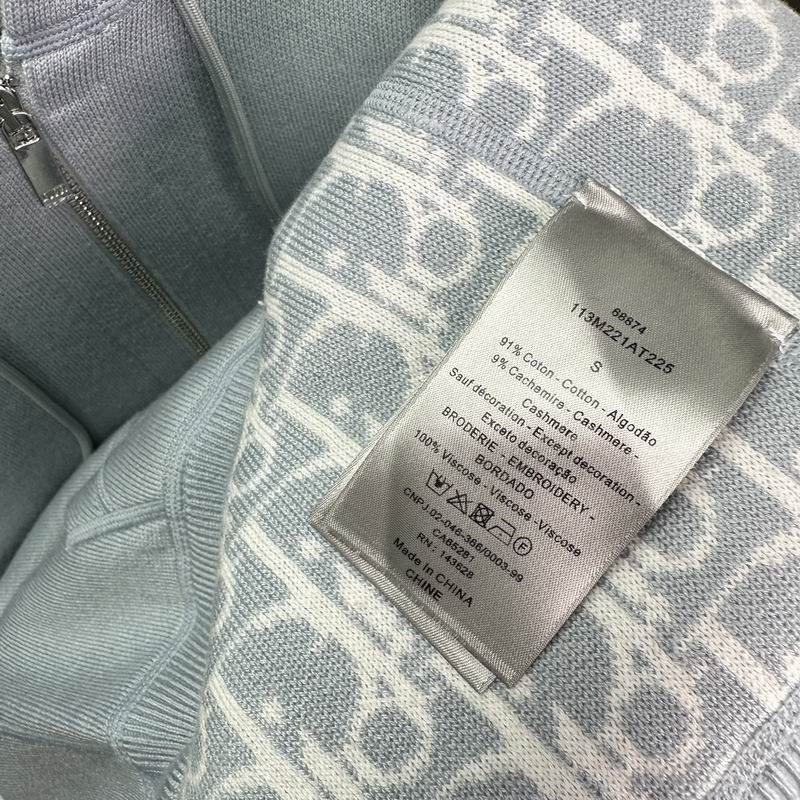 68874
113M221AT225
S
91% Coton - Cotton - Algodão
9% Cachemire - Cashmere -
Cashmere
Sauf décoration - Except decoration -
Exceto decoração
BRODERIE - EMBROIDERY -
BORDADO
100% Viscose - Viscose - Viscose
F
CNPJ.02-046-366/0003-99
CA65281
RN: 143628
Made in CHINA
CHINE